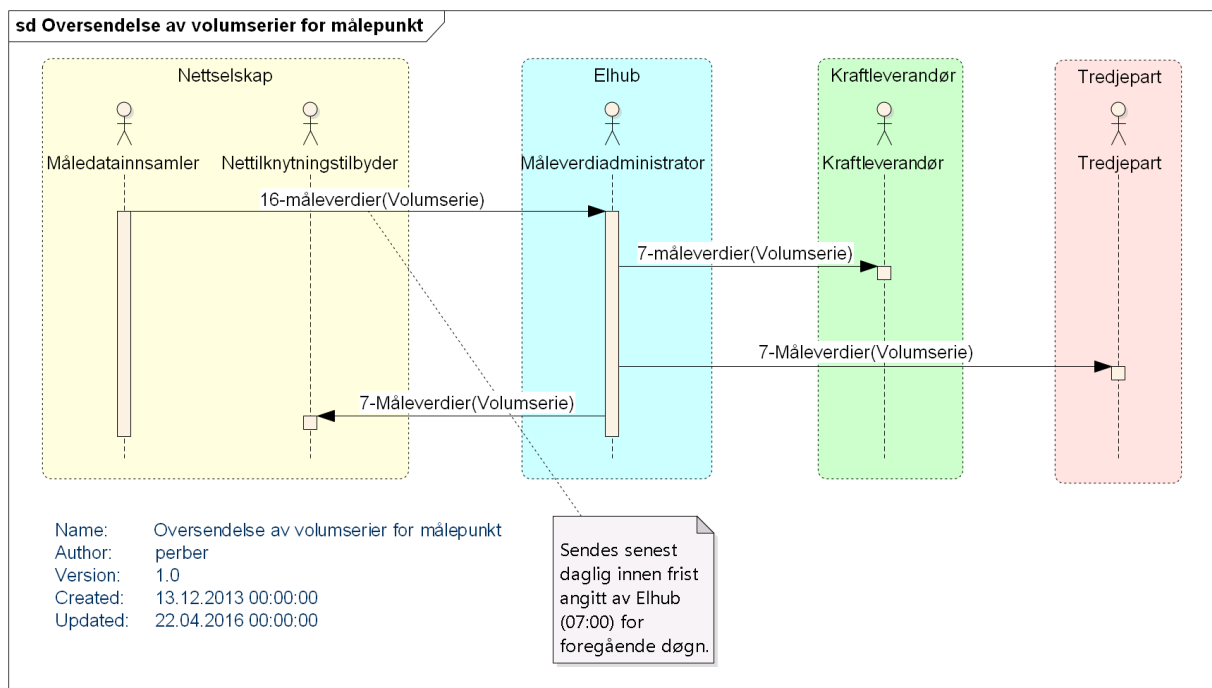 sd Oversendelse av volumserier for målepunkt
Nettselskap
Elhub
Kraftleverandør
Tredjepart
Måledatainnsamler
Nettilknytningstilbyder
Måleverdiadministrator
Kraftleverandør
Tredjepart
16-måleverdier(Volumserie)
7-måleverdier(Volumserie)
7-Måleverdier(Volumserie)
7-Måleverdier(Volumserie)
Name: Oversendelse av volumserier for målepunkt
Author: perber
Version: 1.0
Created: 13.12.2013 00:00:00
Updated: 22.04.2016 00:00:00
Sendes senest
daglig innen frist
angitt av Elhub
(07:00) for
foregående døgn.